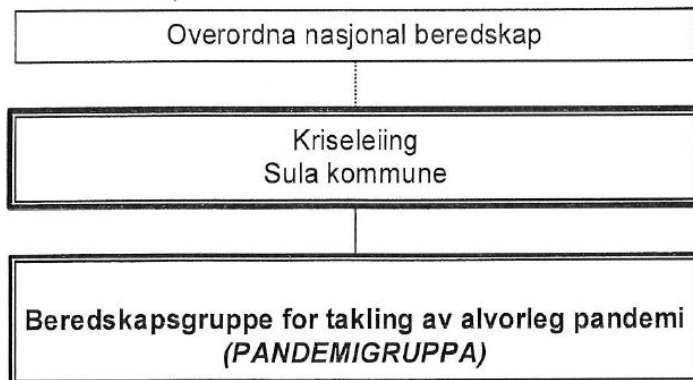 Overordna nasjonal beredskap
Kriseleiing
Sula kommune
Beredskapsgruppe for takling av alvorleg pandemi
(PANDEMIGRUPPA)